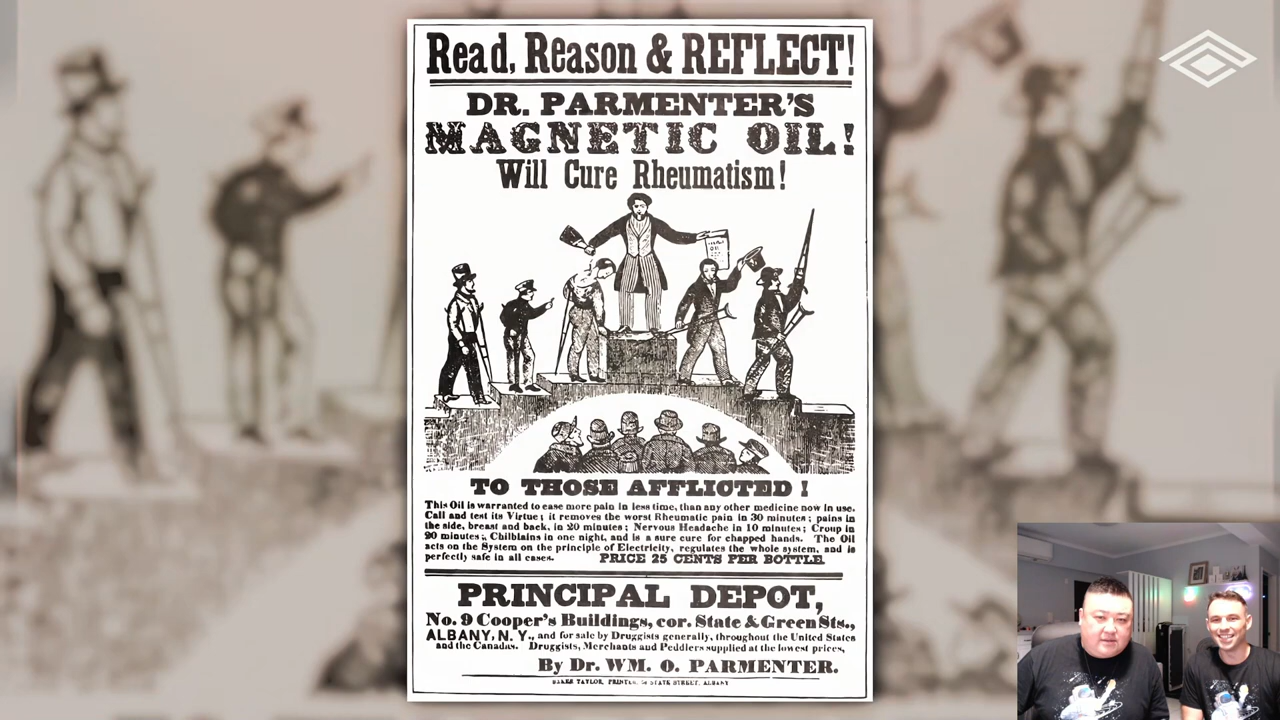 Read, Reason & REFLECT!
DR. PARMENTER'S
MAGNETIC OIL!
Will Cure Rheumatism!
TO THOSE AFFLICTED!
This Oil is warranted to ease more pain in less time, than any other medicine now in use.
Call and test its Virtue; it removes the worst Rheumatic pain in 30 minutes; pains in
the side, breast and back, in 20 minutes; Nervous Headache in 10 minutes; Croup in
20 minutes; Chilblains in one night, and is a sure cure for chapped hands. The Oil
acts on the System on the principle of Electricity, regulates the whole system, and is
perfectly safe in all cases. PRICE 25 CENTS PER BOTTLE.
PRINCIPAL DEPOT,
No. 9 Cooper's Buildings, cor. State & Green Sts.,
ALBANY, N. Y., and for sale by Druggists generally, throughout the United States
and the Canadas. Druggists, Merchants and Pedlers supplied at the lowest prices,
By Dr. WM. O. PARMENTER.
TAYLOR, PRINTER, STATE STREET, ALBANY